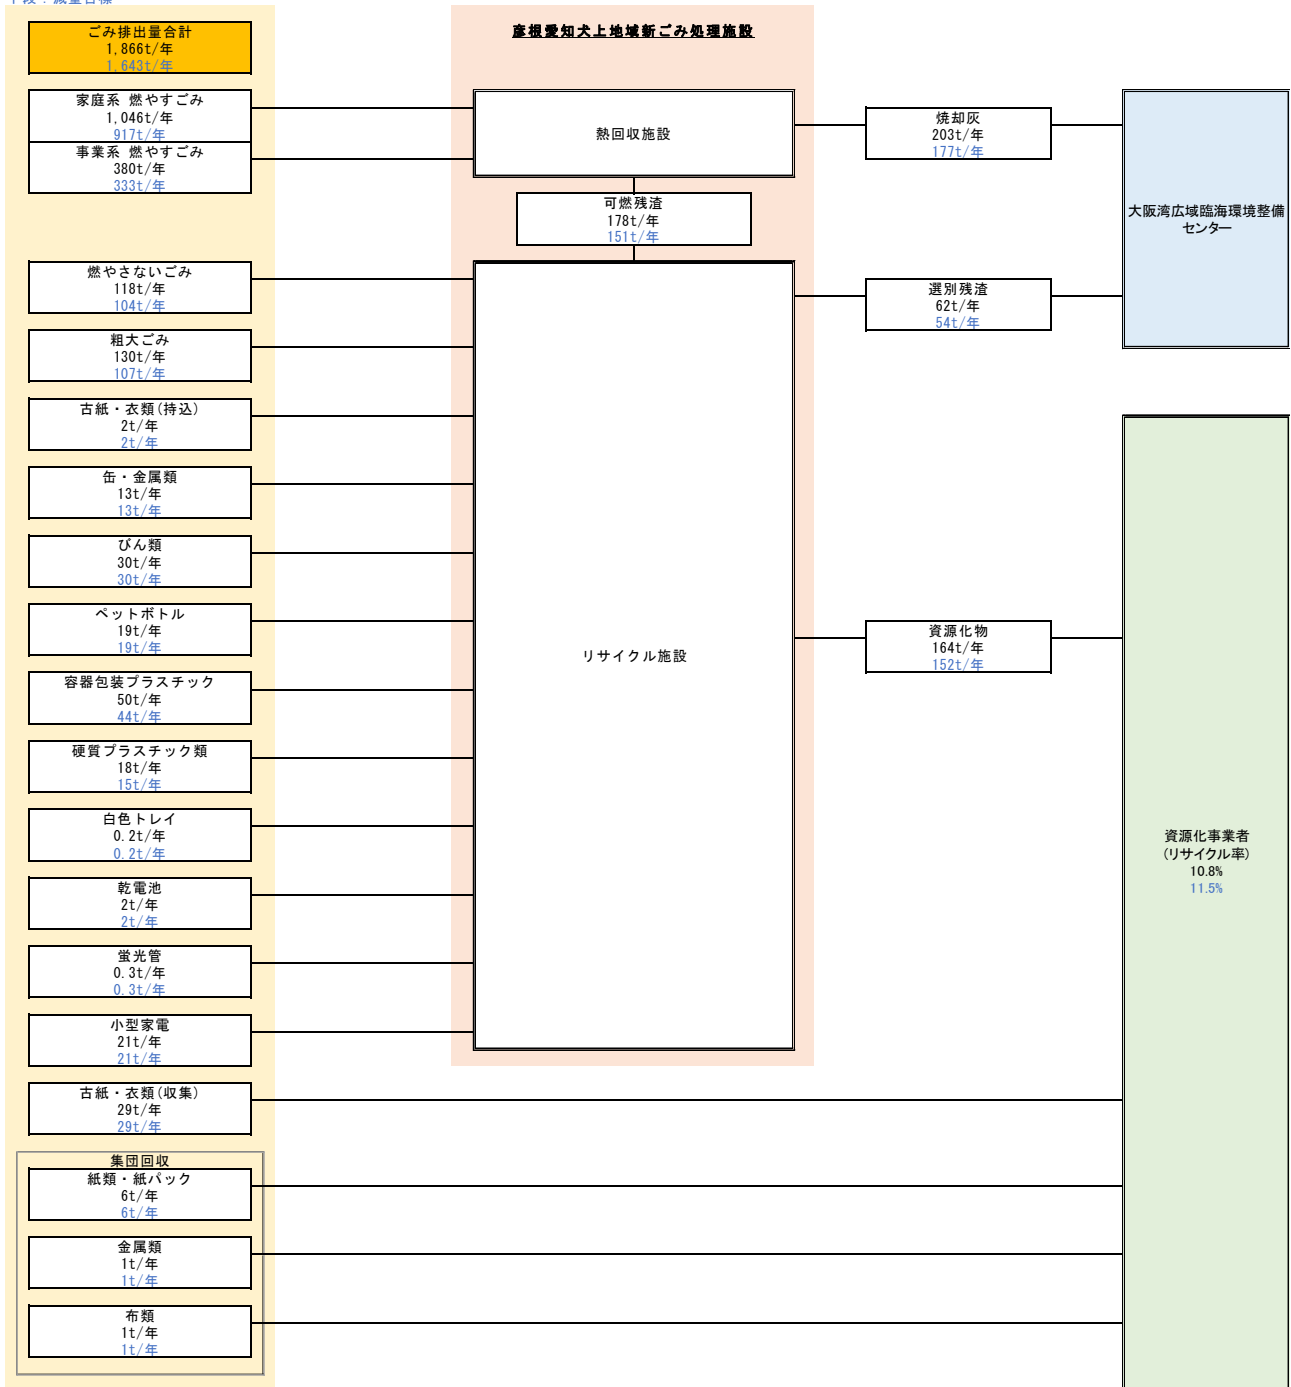 下段：減量目標
ごみ排出量合計
1,866t/年
1,643t/年
彦根愛知犬上地域新ごみ処理施設
家庭系 燃やすごみ
1,046t/年
917t/年
事業系 燃やすごみ
380t/年
333t/年
熱回収施設
焼却灰
203t/年
177t/年
可燃残渣
178t/年
151t/年
大阪湾広域臨海環境整備
センター
燃やさないごみ
118t/年
104t/年
選別残渣
62t/年
54t/年
粗大ごみ
130t/年
107t/年
古紙・衣類(持込)
2t/年
2t/年
缶・金属類
13t/年
13t/年
びん類
30t/年
30t/年
ペットボトル
19t/年
19t/年
リサイクル施設
資源化物
164t/年
152t/年
容器包装プラスチック
50t/年
44t/年
硬質プラスチック類
18t/年
15t/年
白色トレイ
0.2t/年
0.2t/年
資源化事業者
(リサイクル率)
10.8%
11.5%
乾電池
2t/年
2t/年
蛍光管
0.3t/年
0.3t/年
小型家電
21t/年
21t/年
古紙・衣類(収集)
29t/年
29t/年
集団回収
紙類・紙パック
6t/年
6t/年
金属類
1t/年
1t/年
布類
1t/年
1t/年